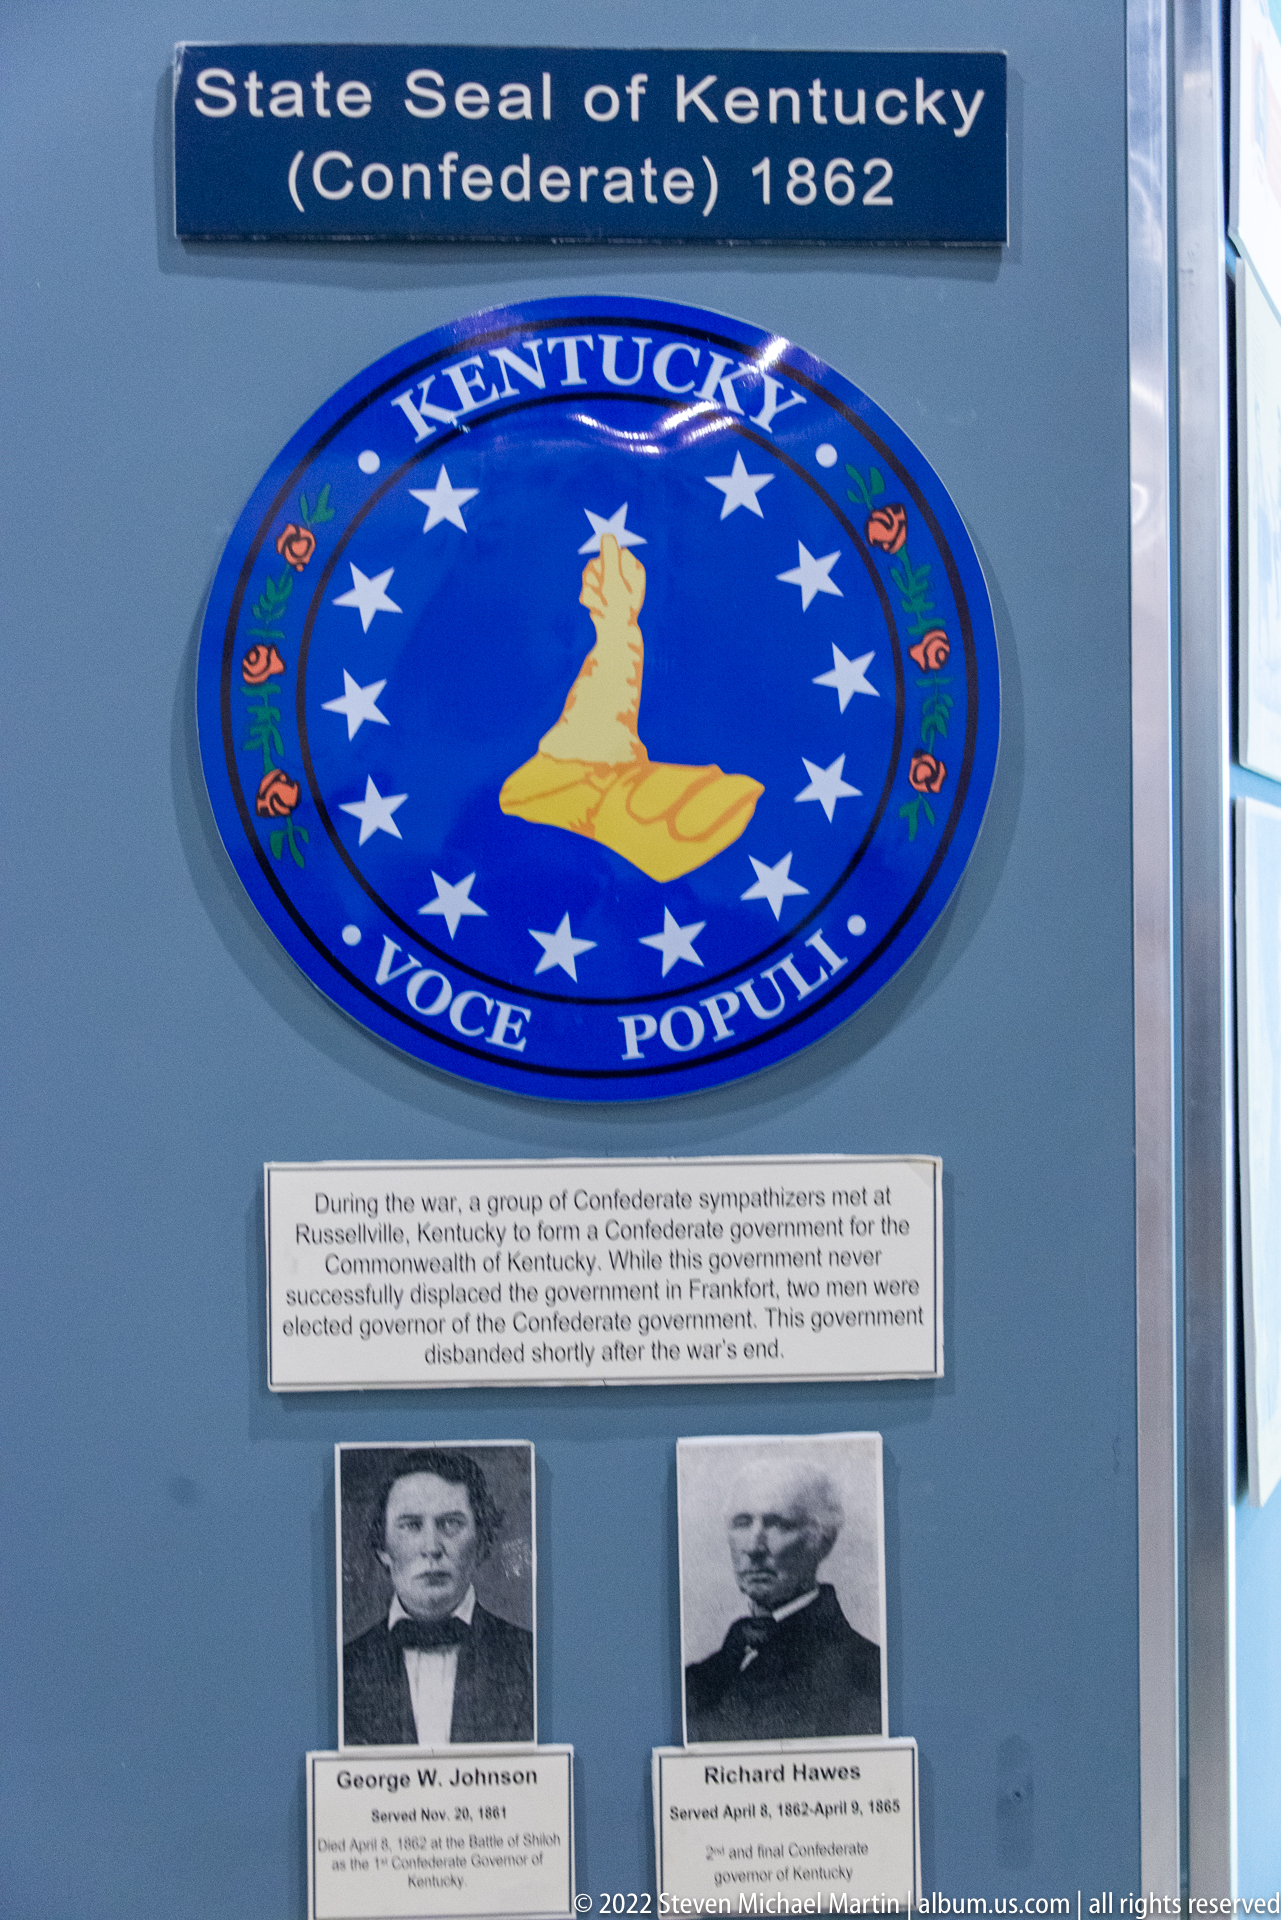 State Seal of Kentucky
(Confederate) 1862
• KENTUCKY •
• VOCE POPULI •
During the war, a group of Confederate sympathizers met at
Russellville, Kentucky to form a Confederate government for the
Commonwealth of Kentucky. While this government never
successfully displaced the government in Frankfort, two men were
elected governor of the Confederate government. This government
disbanded shortly after the war's end.
George W. Johnson
Served Nov. 20, 1861
Died April 8, 1862 at the Battle of Shiloh
as the 1st Confederate Governor of
Kentucky.
Richard Hawes
Served April 8, 1862-April 9, 1865
2nd and final Confederate
governor of Kentucky
© 2022 Steven Michael Martin | album.us.com | all rights reserved